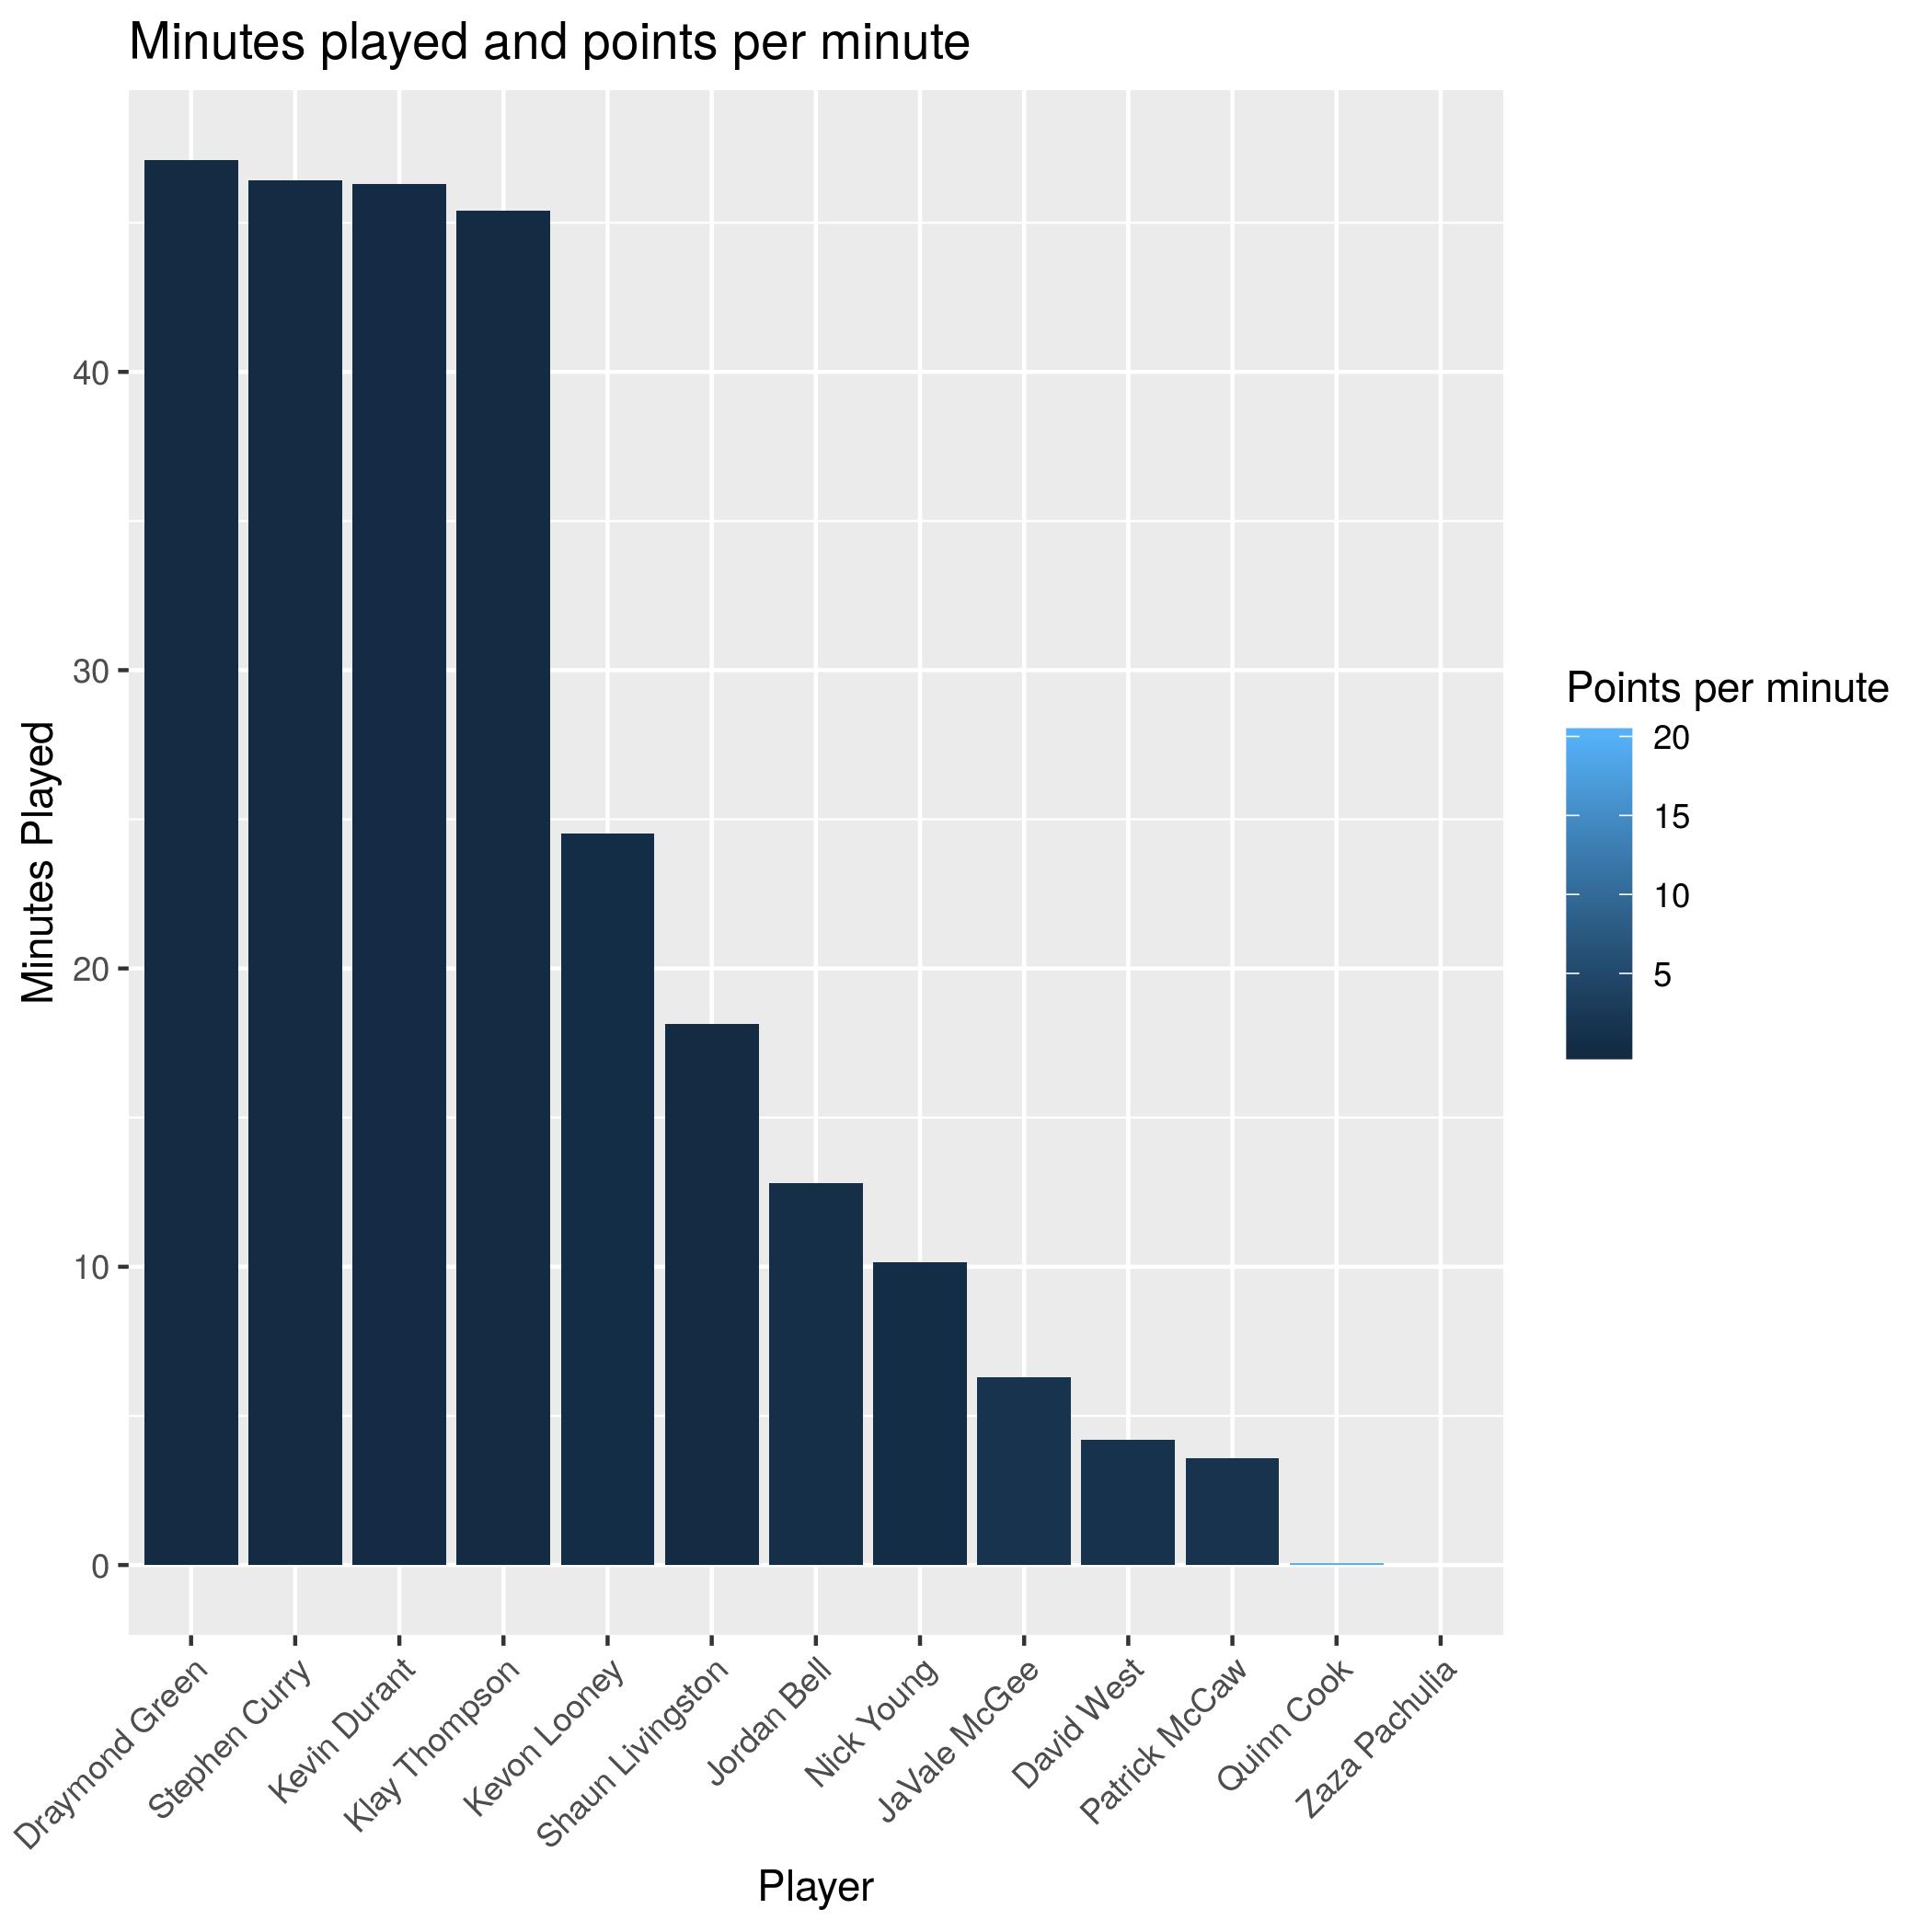 Minutes played and points per minute
Minutes Played
40
30
20
10
0
Draymond Green
Stephen Curry
Kevin Durant
Klay Thompson
Kevon Looney
Shaun Livingston
Jordan Bell
Nick Young
JaVale McGee
David West
Patrick McCaw
Quinn Cook
Zaza Pachulia
Player
Points per minute
20
15
10
5